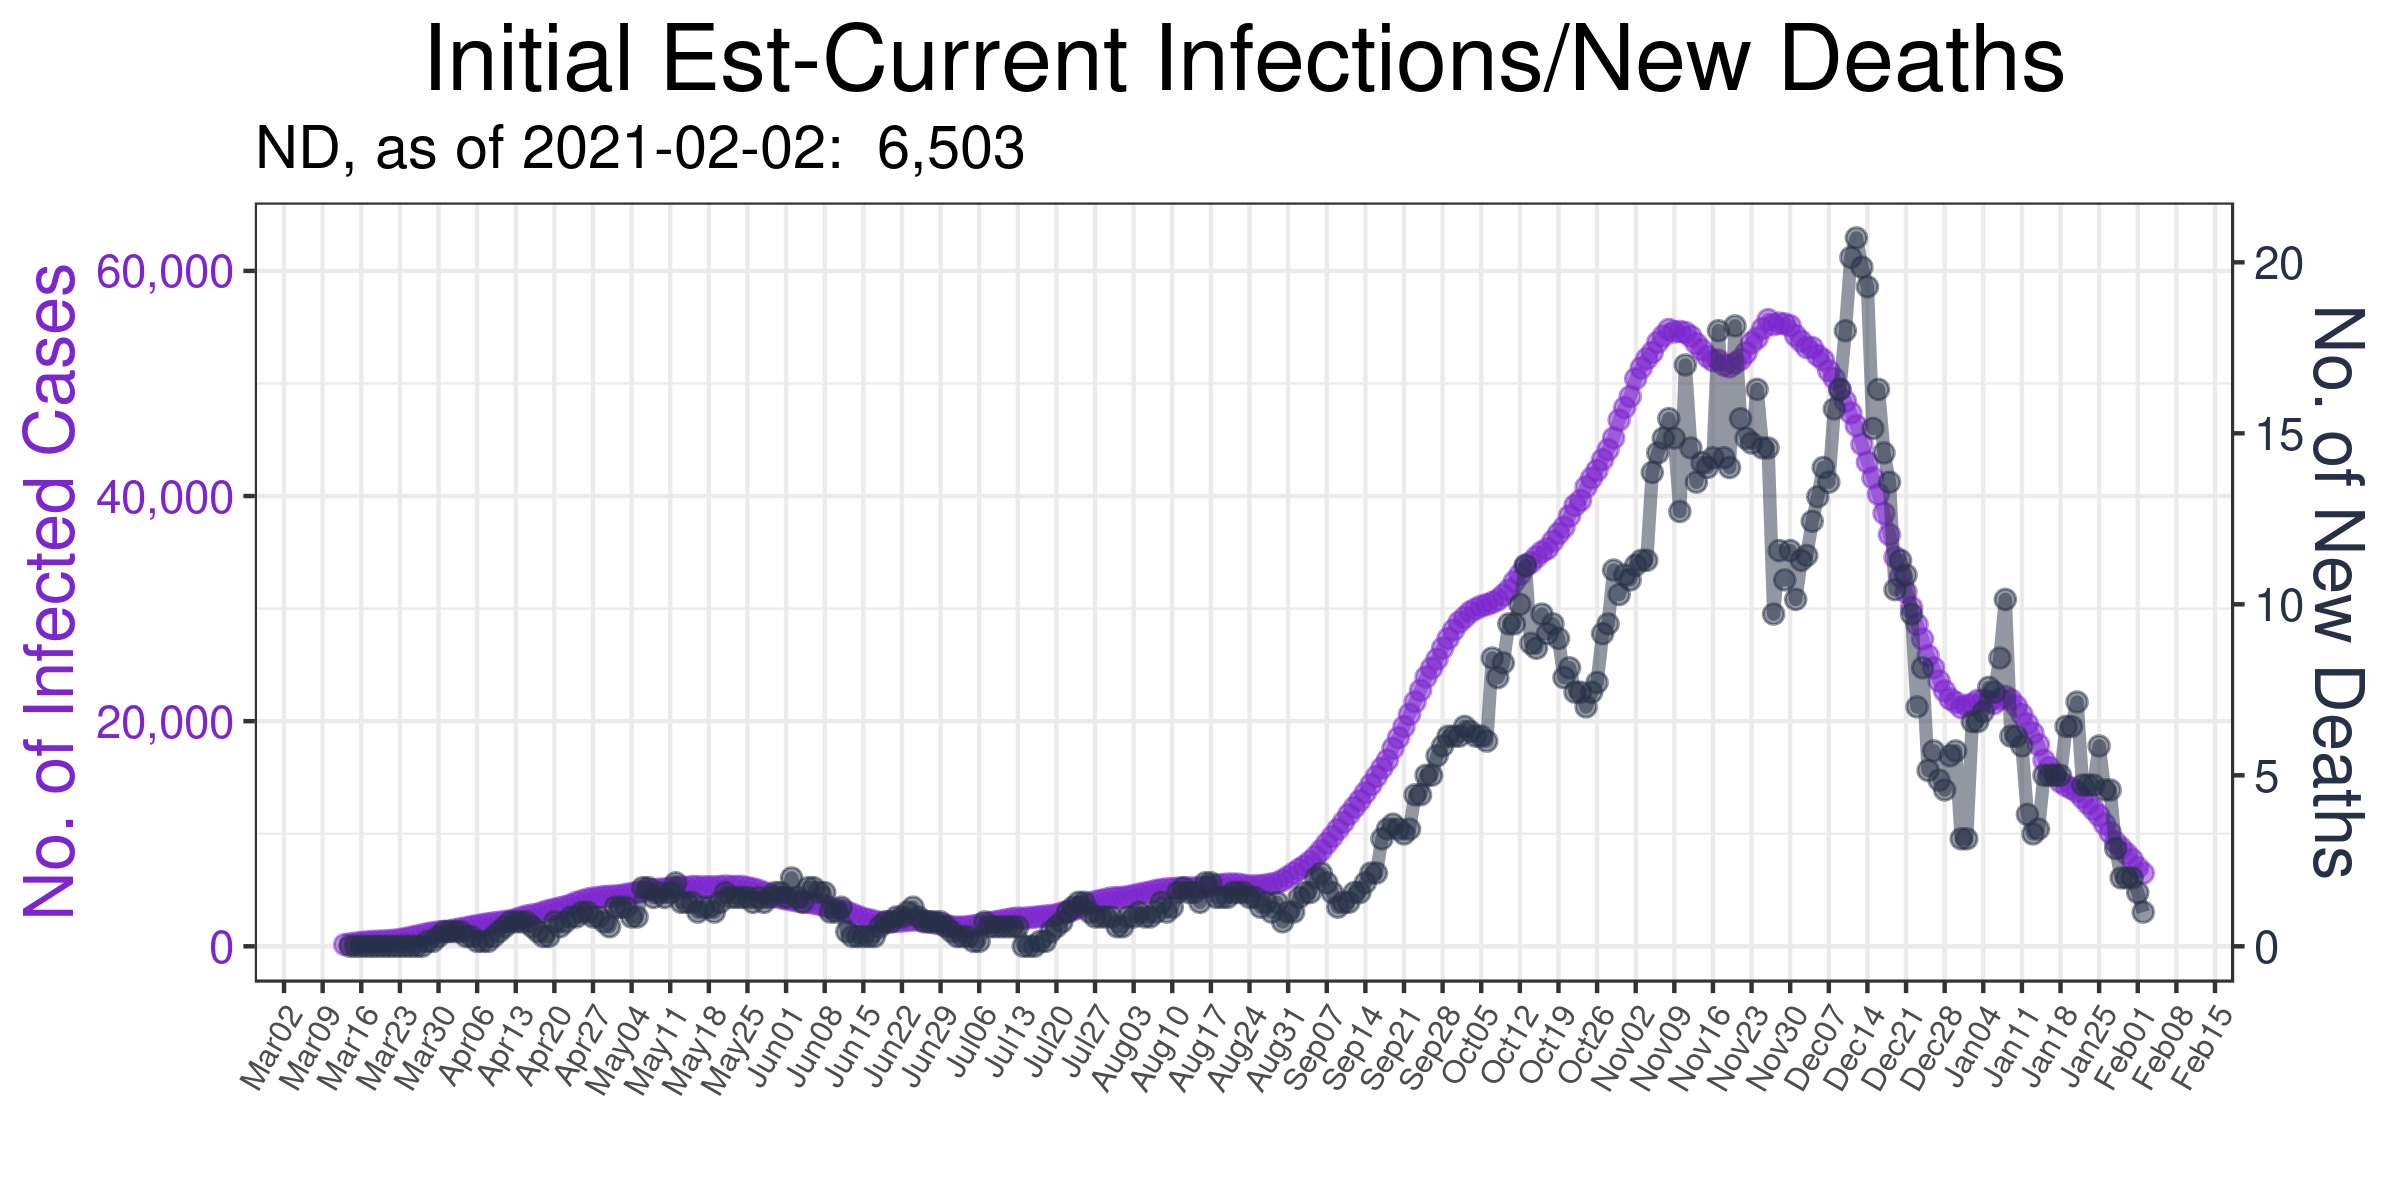 Initial Est-Current Infections/New Deaths
ND, as of 2021-02-02:  6,503
No. of Infected Cases
60,000
40,000
20,000
0
20
15
10
5
0
No. of New Deaths
Mar02 Mar09 Mar16 Mar23 Mar30 Apr06 Apr13 Apr20 Apr27 May04 May11 May18 May25 Jun01 Jun08 Jun15 Jun22 Jun29 Jul06 Jul13 Jul20 Jul27 Aug03 Aug10 Aug17 Aug24 Aug31 Sep07 Sep14 Sep21 Sep28 Oct05 Oct12 Oct19 Oct26 Nov02 Nov09 Nov16 Nov23 Nov30 Dec07 Dec14 Dec21 Dec28 Jan04 Jan11 Jan18 Jan25 Feb01 Feb08 Feb15